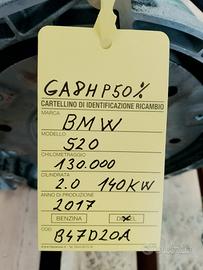 GA8HP50%
CARTELLINO DI IDENTIFICAZIONE RICAMBIO
MARCA
BMW
MODELLO
520
CHILOMETRAGGIO
130.000
CILINDRATA
2.0 140KW
ANNO DI PRODUZIONE
2017
BENZINA DIESEL
COD.
B47D20A